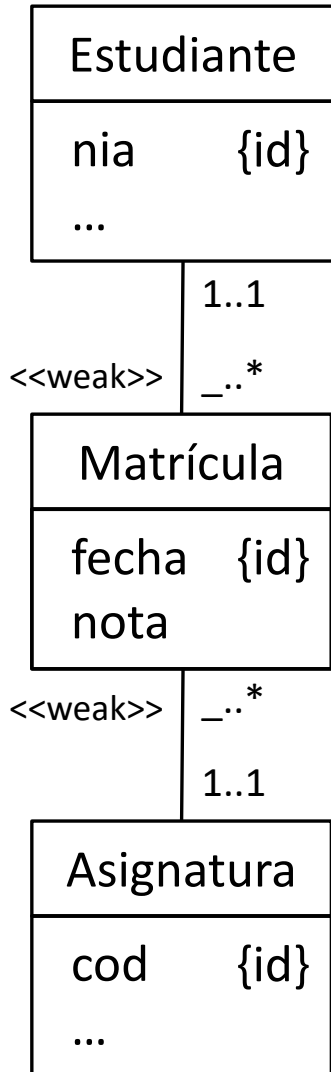 Estudiante
nia {id}
...
1..1
<<weak>> _..*
Matrícula
fecha {id}
nota
<<weak>> _..*
1..1
Asignatura
cod {id}
...